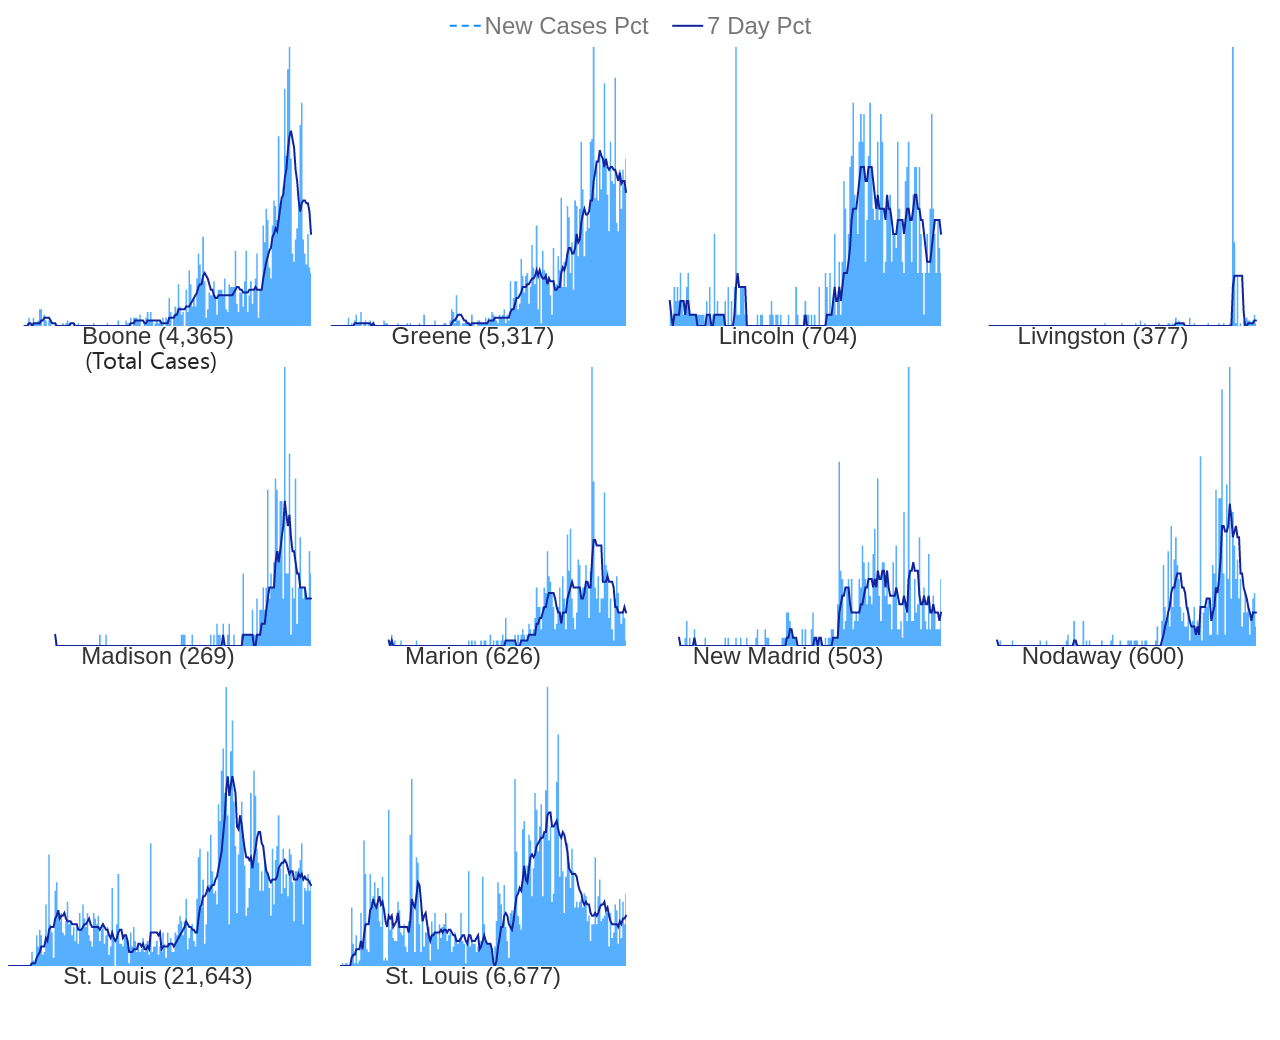 New Cases Pct 7 Day Pct
Boone (4,365) Greene (5,317) Lincoln (704) Livingston (377)
(Total Cases)
Madison (269) Marion (626) New Madrid (503) Nodaway (600)
St. Louis (21,643) St. Louis (6,677)